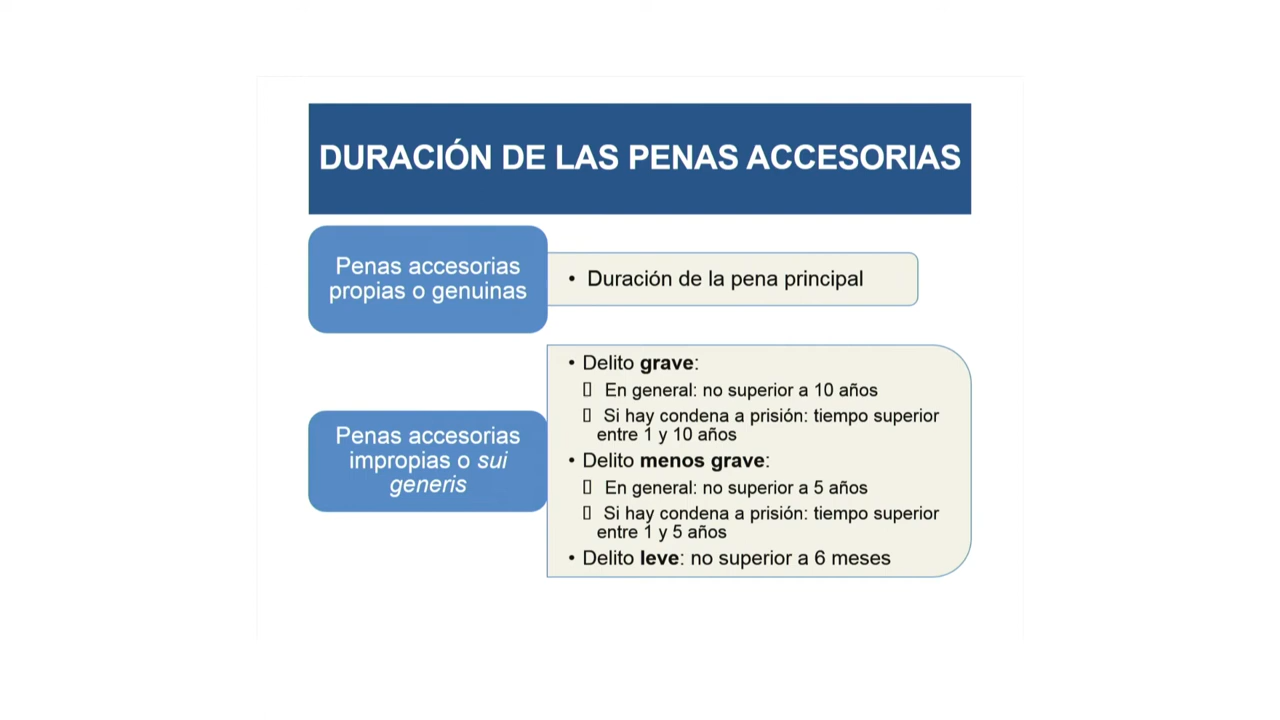 DURACIÓN DE LAS PENAS ACCESORIAS
Penas accesorias
propias o genuinas
• Duración de la pena principal
Penas accesorias
impropias o sui
generis
• Delito grave:
▯ En general: no superior a 10 años
▯ Si hay condena a prisión: tiempo superior
entre 1 y 10 años
• Delito menos grave:
▯ En general: no superior a 5 años
▯ Si hay condena a prisión: tiempo superior
entre 1 y 5 años
• Delito leve: no superior a 6 meses